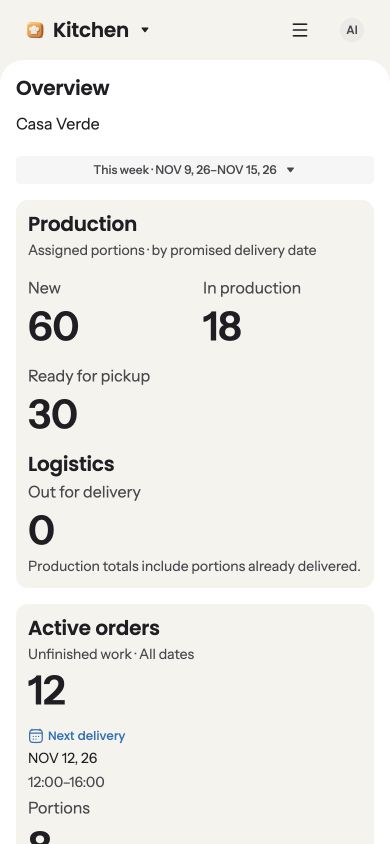 Kitchen
AI
Overview
Casa Verde
This week · NOV 9, 26–NOV 15, 26
Production
Assigned portions · by promised delivery date
New
In production
60
18
Ready for pickup
30
Logistics
Out for delivery
0
Production totals include portions already delivered.
Active orders
Unfinished work · All dates
12
Next delivery
NOV 12, 26
12:00–16:00
Portions